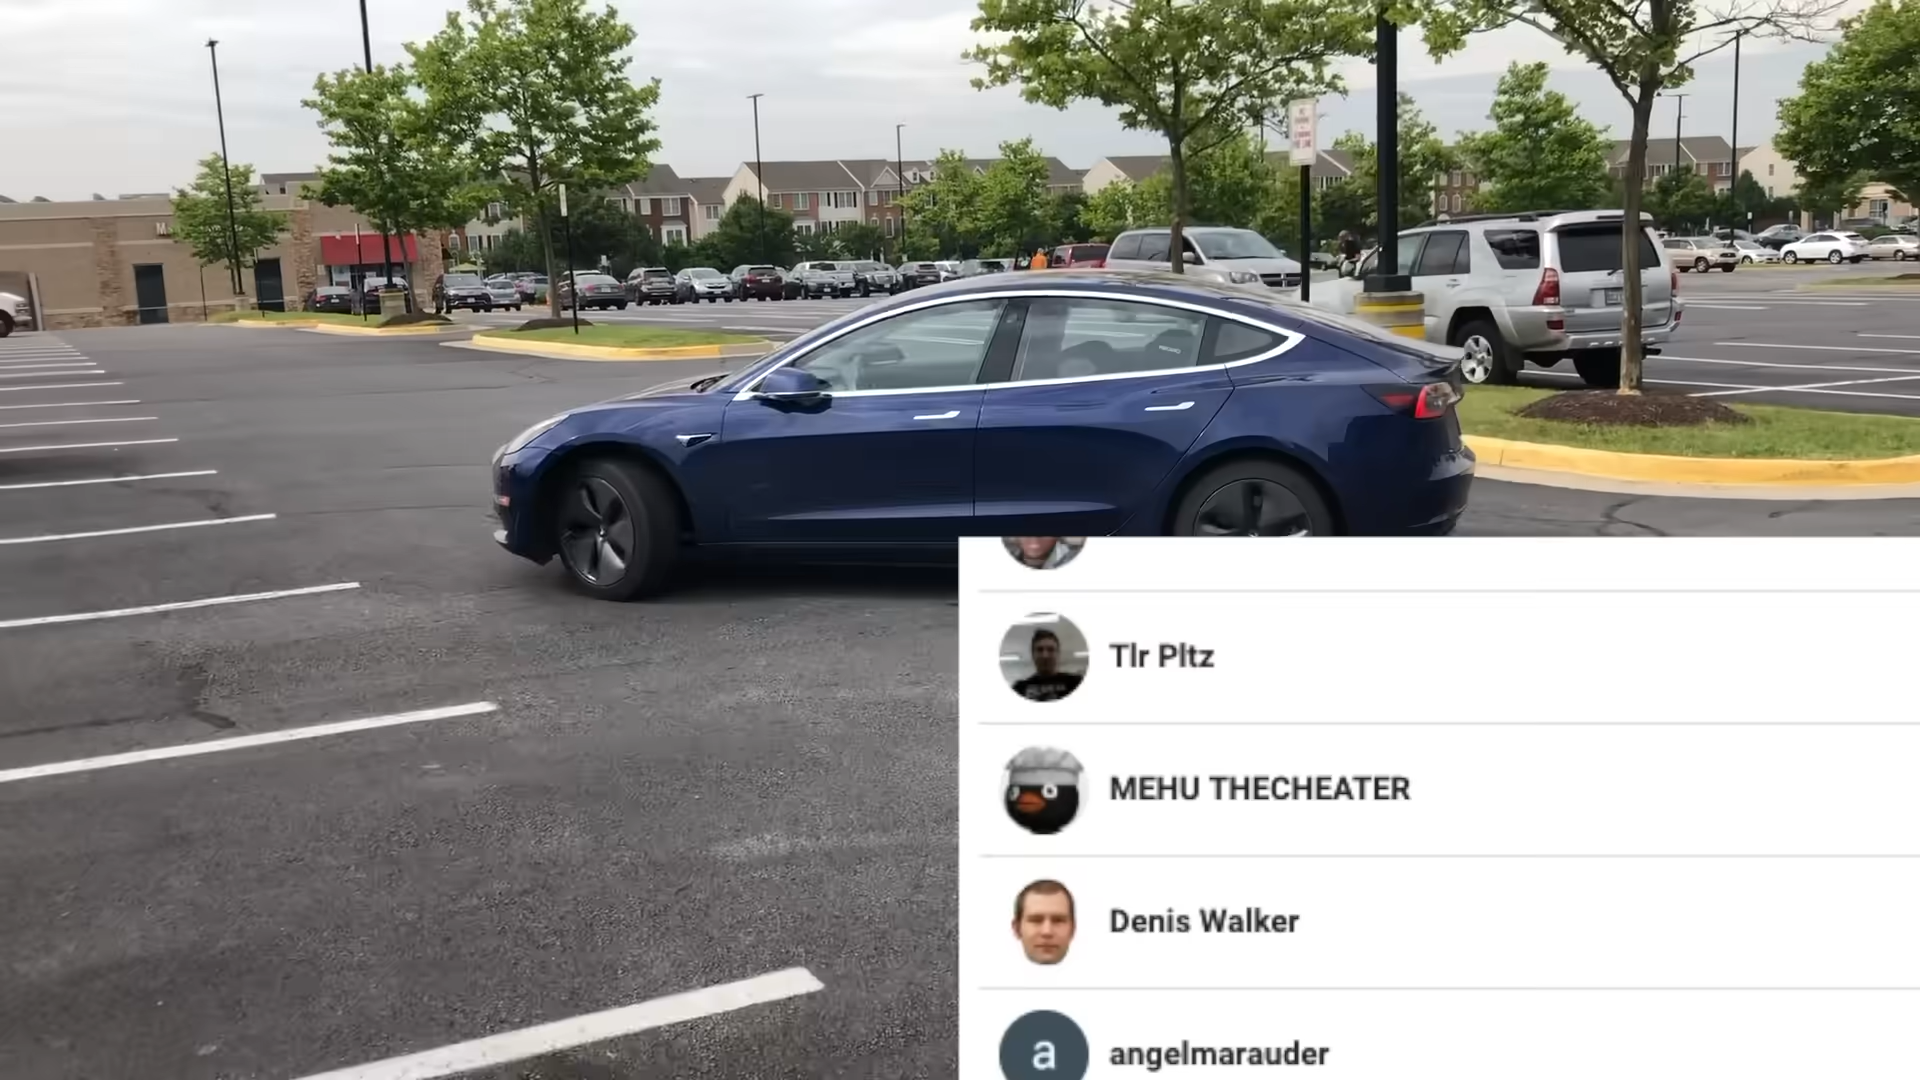 Tlr Pltz
MEHU THECHEATER
Denis Walker
a
angelmarauder